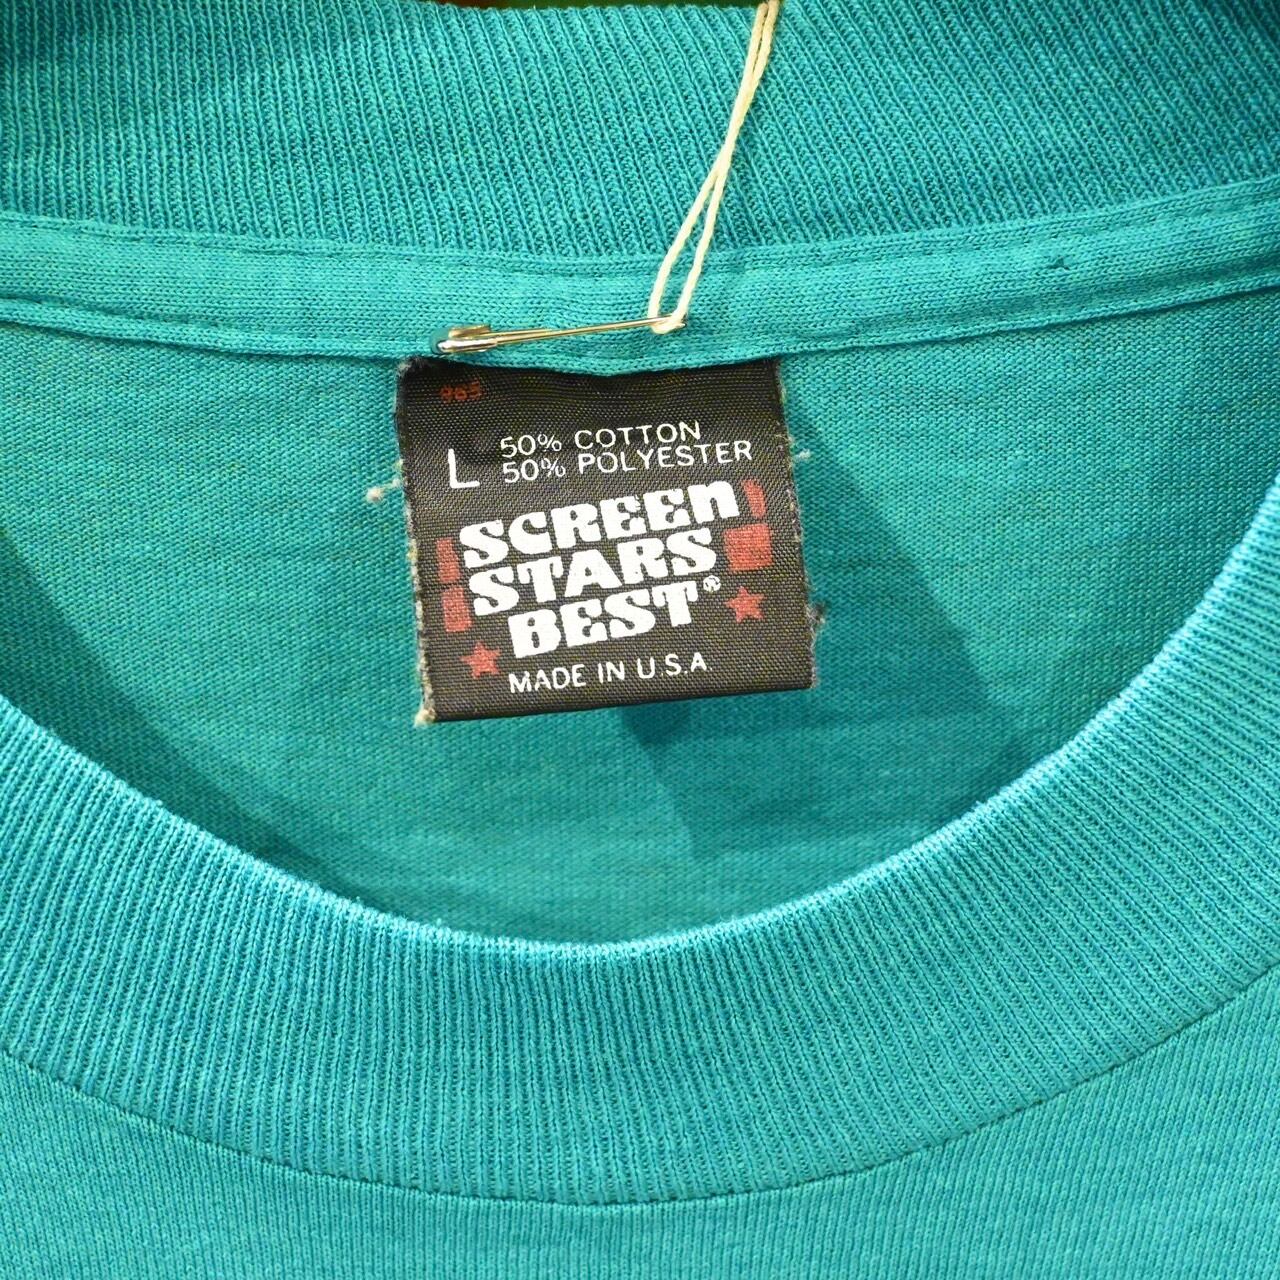 L 50% COTTON
50% POLYESTER
SCREEn
STARS
BEST®
MADE IN U.S.A